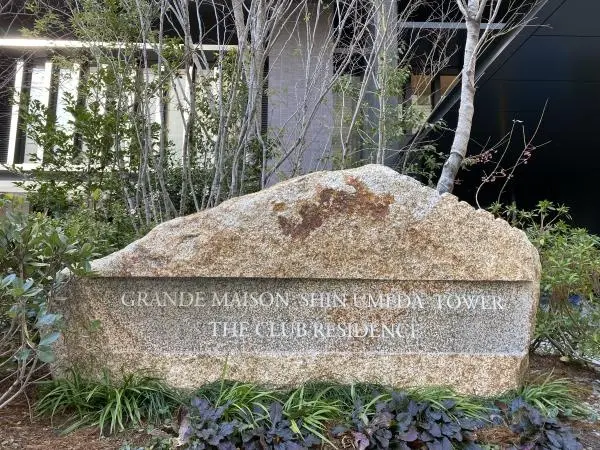 GRANDE MAISON SHIN UMEDA TOWER
THE CLUB RESIDENCE